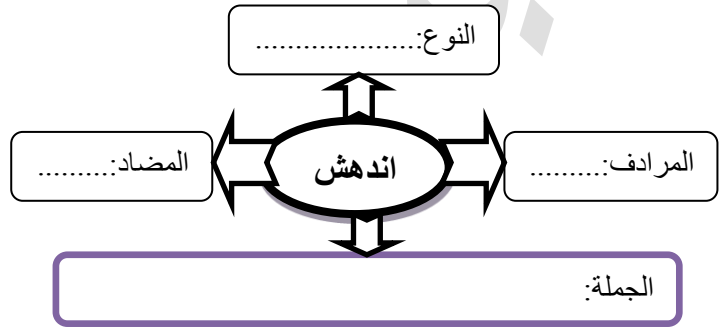 النوع:.....................
المرادف:..........
اندهش
المضاد:.........
الجملة: